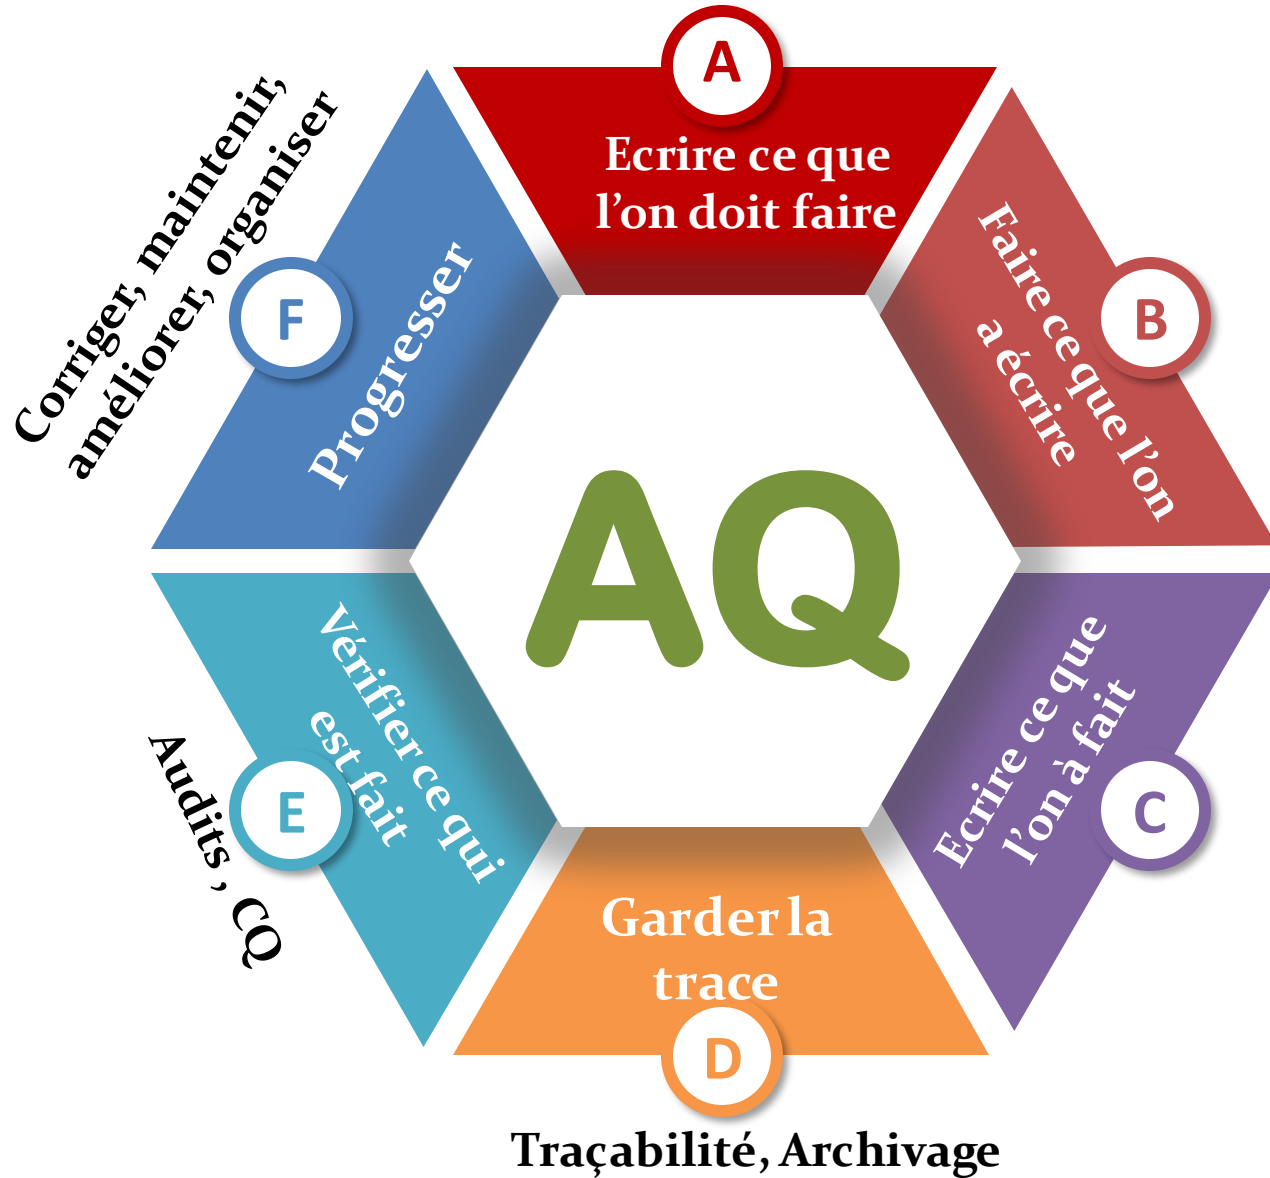 A
Ecrire ce que
l’on doit faire
B
Faire ce que l’on
a écrire
C
Ecrire ce que
l’on à fait
D
Garder la
trace
Traçabilité, Archivage
E
Vérifier ce qui
est fait
Audits , CQ
F
Progresser
Corriger, maintenir,
améliorer, organiser
AQ